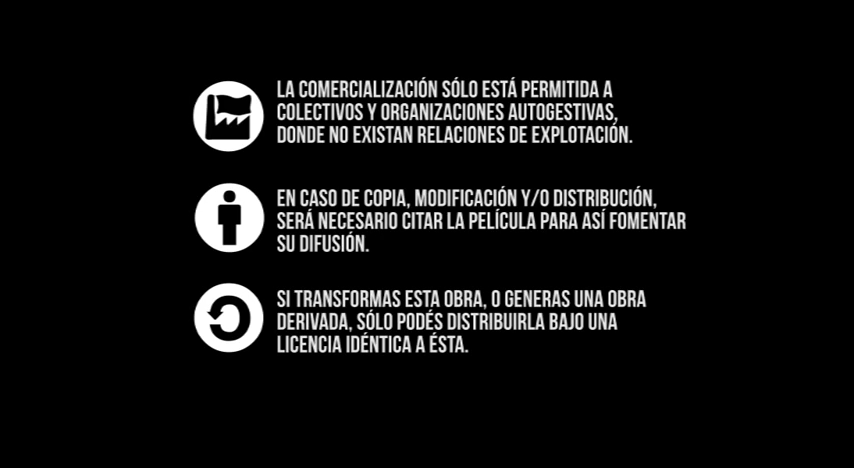 LA COMERCIALIZACIÓN SÓLO ESTÁ PERMITIDA A
COLECTIVOS Y ORGANIZACIONES AUTOGESTIVAS,
DONDE NO EXISTAN RELACIONES DE EXPLOTACIÓN.
EN CASO DE COPIA, MODIFICACIÓN Y/O DISTRIBUCIÓN,
SERÁ NECESARIO CITAR LA PELÍCULA PARA ASÍ FOMENTAR
SU DIFUSIÓN.
SI TRANSFORMAS ESTA OBRA, O GENERAS UNA OBRA
DERIVADA, SÓLO PODÉS DISTRIBUIRLA BAJO UNA
LICENCIA IDÉNTICA A ÉSTA.